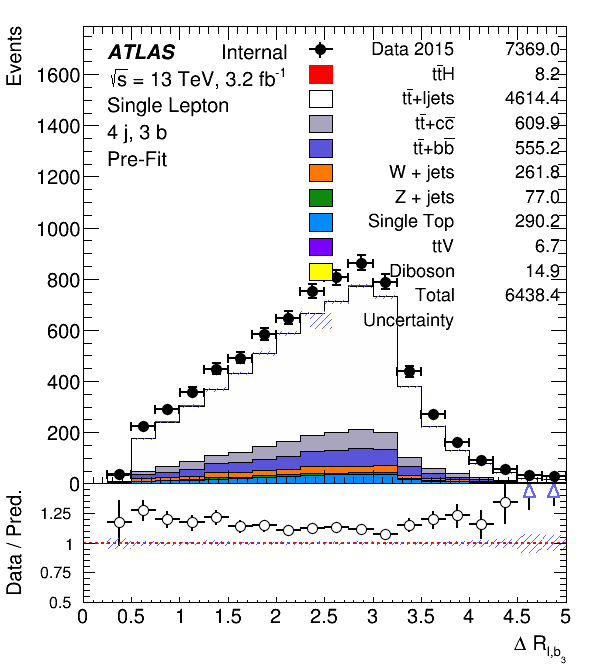 Events
1600
1400
1200
1000
800
600
400
200
0
ATLAS Internal
√s = 13 TeV, 3.2 fb⁻¹
Single Lepton
4 j, 3 b
Pre-Fit
Data 2015 7369.0
tt̄H 8.2
tt̄+ljets 4614.4
tt̄+cc̄ 609.9
tt̄+bb̄ 555.2
W + jets 261.8
Z + jets 77.0
Single Top 290.2
ttV 6.7
Diboson 14.9
Total 6438.4
Uncertainty
Data / Pred.
1.25
1
0.75
0.5
0 0.5 1 1.5 2 2.5 3 3.5 4 4.5 5
Δ R_{l,b_3}